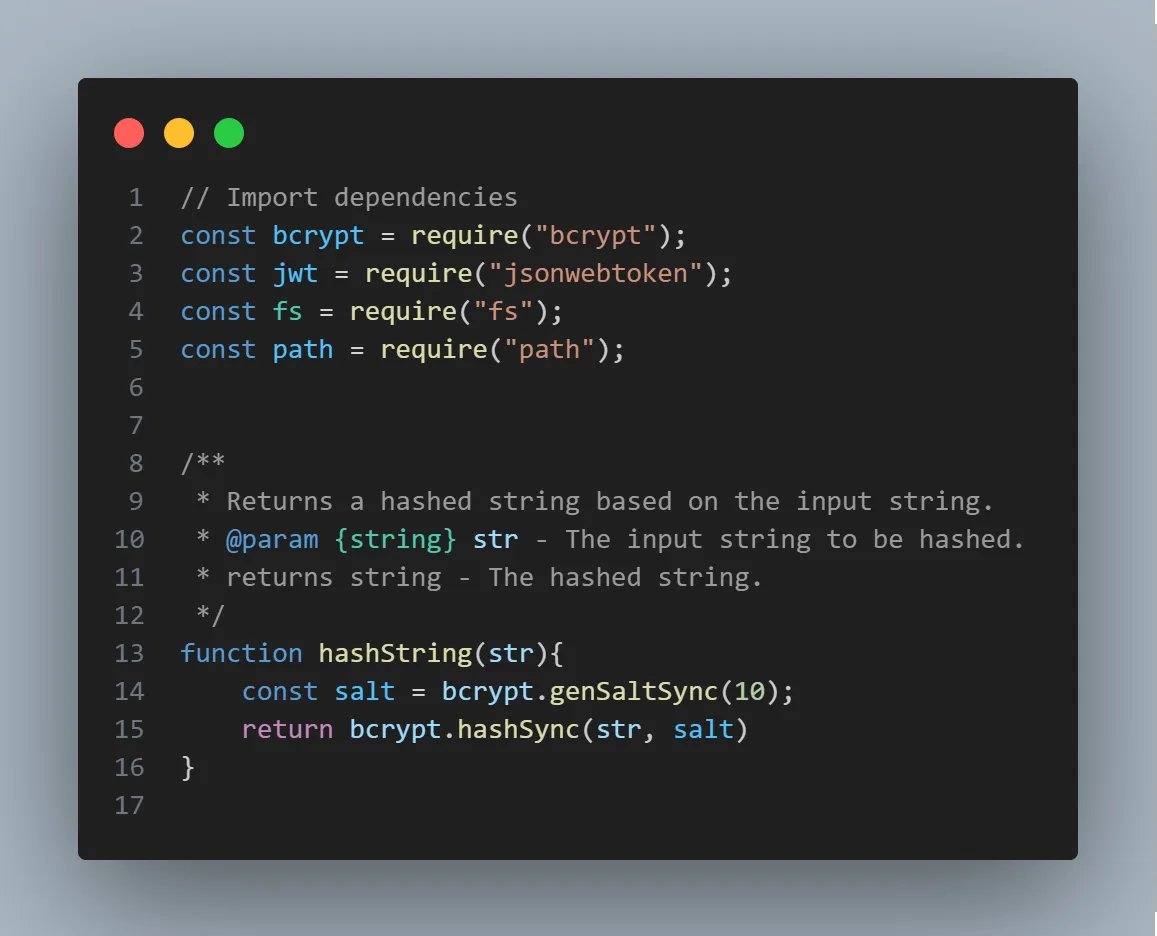 1 // Import dependencies
2 const bcrypt = require("bcrypt");
3 const jwt = require("jsonwebtoken");
4 const fs = require("fs");
5 const path = require("path");
6
7
8 /**
9  * Returns a hashed string based on the input string.
10  * @param {string} str - The input string to be hashed.
11  * returns string - The hashed string.
12  */
13 function hashString(str){
14     const salt = bcrypt.genSaltSync(10);
15     return bcrypt.hashSync(str, salt)
16 }
17